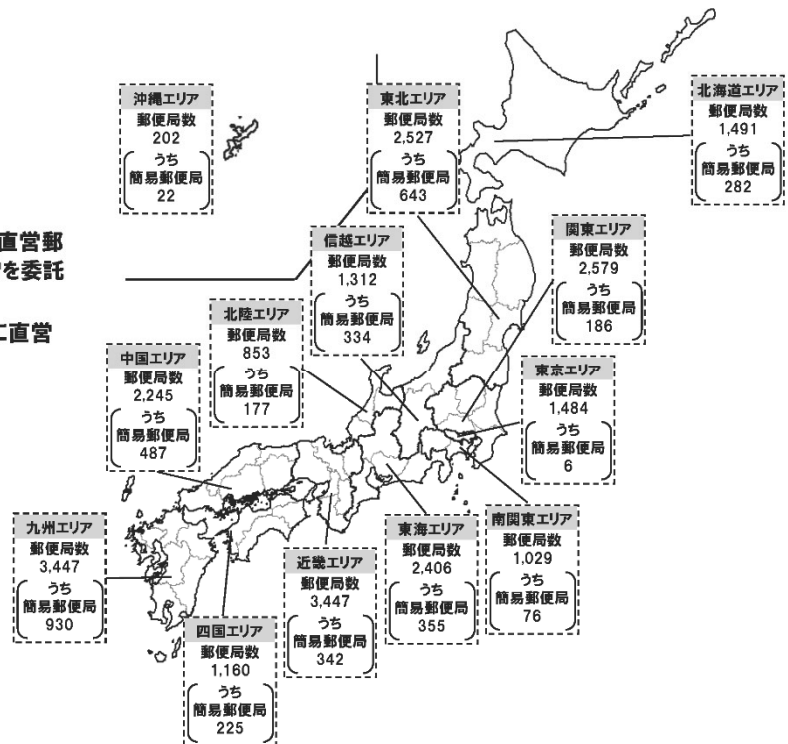 沖縄エリア
郵便局数
202
うち
簡易郵便局
22
東北エリア
郵便局数
2,527
うち
簡易郵便局
643
北海道エリア
郵便局数
1,491
うち
簡易郵便局
282
直営郵
を委託
直営
信越エリア
郵便局数
1,312
うち
簡易郵便局
334
関東エリア
郵便局数
2,579
うち
簡易郵便局
186
北陸エリア
郵便局数
853
うち
簡易郵便局
177
中国エリア
郵便局数
2,245
うち
簡易郵便局
487
東京エリア
郵便局数
1,484
うち
簡易郵便局
6
九州エリア
郵便局数
3,447
うち
簡易郵便局
930
四国エリア
郵便局数
1,160
うち
簡易郵便局
225
近畿エリア
郵便局数
3,447
うち
簡易郵便局
342
東海エリア
郵便局数
2,406
うち
簡易郵便局
355
南関東エリア
郵便局数
1,029
うち
簡易郵便局
76